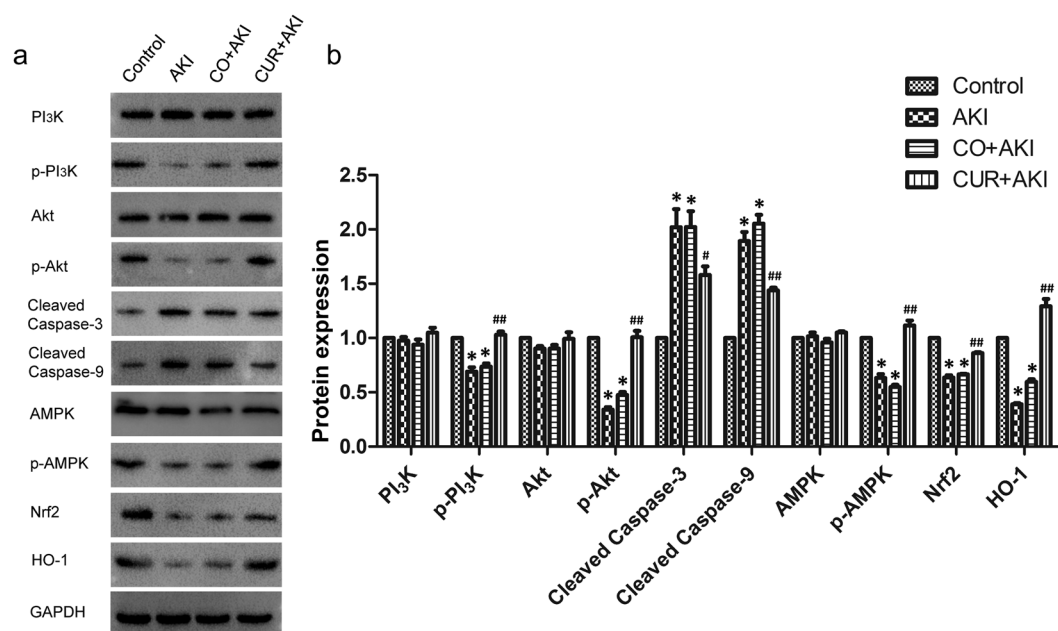 a
Control
AKI
CO+AKI
CUR+AKI
PI3K
p-PI3K
Akt
p-Akt
Cleaved
Caspase-3
Cleaved
Caspase-9
AMPK
p-AMPK
Nrf2
HO-1
GAPDH
b
Control
AKI
CO+AKI
CUR+AKI
Protein expression
2.5
2.0
1.5
1.0
0.5
0.0
* *
##
* *
##
* *
#
* *
##
* *
##
* *
##
* *
##
PI3K
p-PI3K
Akt
p-Akt
Cleaved Caspase-3
Cleaved Caspase-9
AMPK
p-AMPK
Nrf2
HO-1